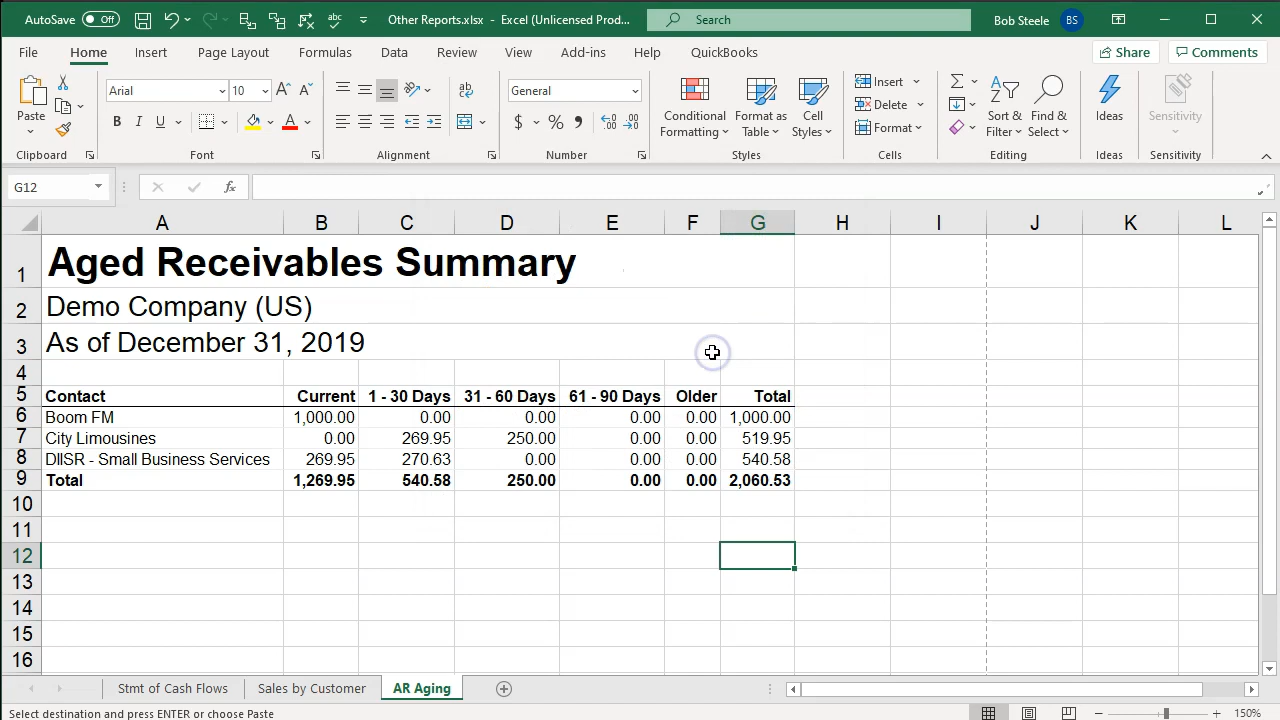 AutoSave Off Other Reports.xlsx - Excel (Unlicensed Prod... Search Bob Steele BS
File Home Insert Page Layout Formulas Data Review View Add-ins Help QuickBooks Share Comments
Paste Arial 10 General Conditional Formatting Format as Table Cell Styles Insert Delete Format Sort & Filter Find & Select Ideas Sensitivity
Clipboard Font Alignment Number Styles Cells Editing Ideas Sensitivity
G12 fx
A B C D E F G H I J K L
1 Aged Receivables Summary
2 Demo Company (US)
3 As of December 31, 2019
4
5 Contact Current 1 - 30 Days 31 - 60 Days 61 - 90 Days Older Total
6 Boom FM 1,000.00 0.00 0.00 0.00 0.00 1,000.00
7 City Limousines 0.00 269.95 250.00 0.00 0.00 519.95
8 DIISR - Small Business Services 269.95 270.63 0.00 0.00 0.00 540.58
9 Total 1,269.95 540.58 250.00 0.00 0.00 2,060.53
10
11
12
13
14
15
16
Stmt of Cash Flows Sales by Customer AR Aging
Select destination and press ENTER or choose Paste 150%